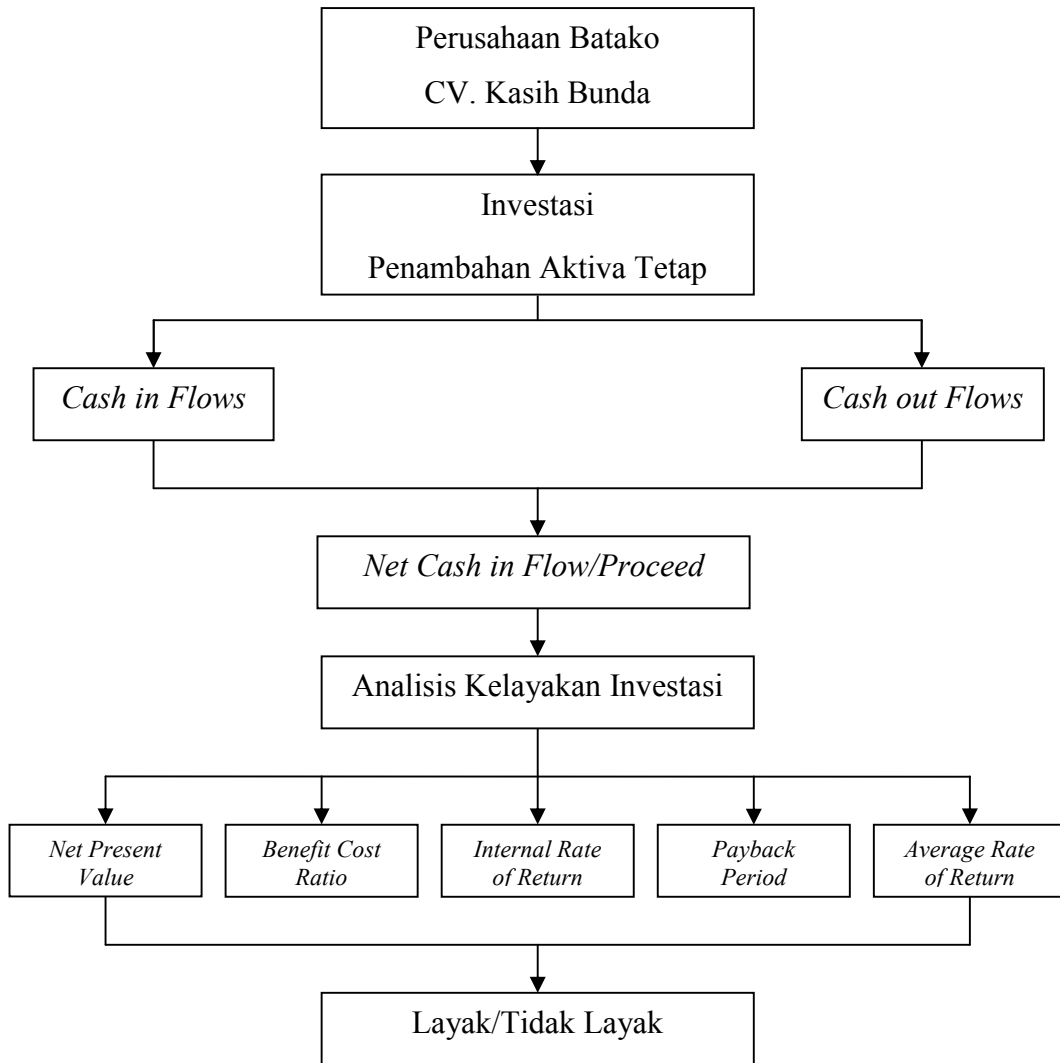 Perusahaan Batako
CV. Kasih Bunda
Investasi
Penambahan Aktiva Tetap
Cash in Flows
Cash out Flows
Net Cash in Flow/Proceed
Analisis Kelayakan Investasi
Net Present
Value
Benefit Cost
Ratio
Internal Rate
of Return
Payback
Period
Average Rate
of Return
Layak/Tidak Layak